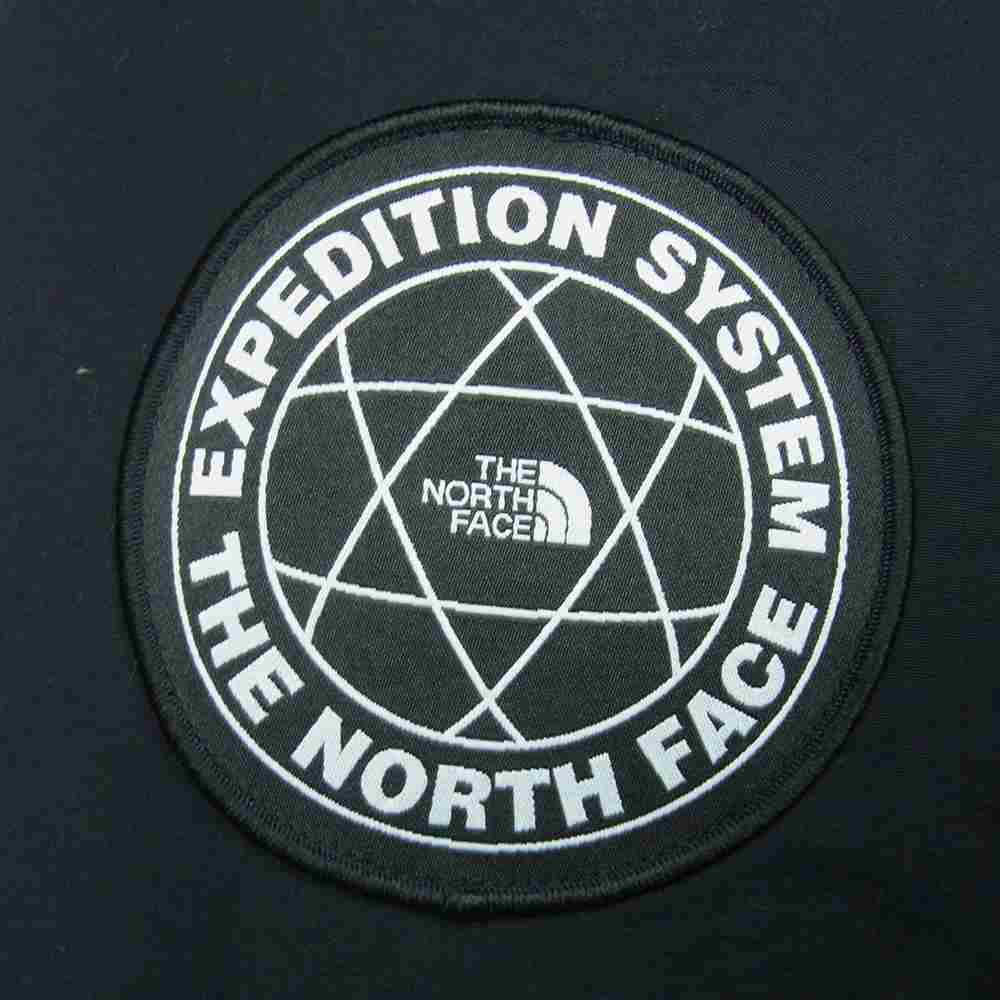 EXPEDITION SYSTEM
THE
NORTH
FACE
THE NORTH FACE